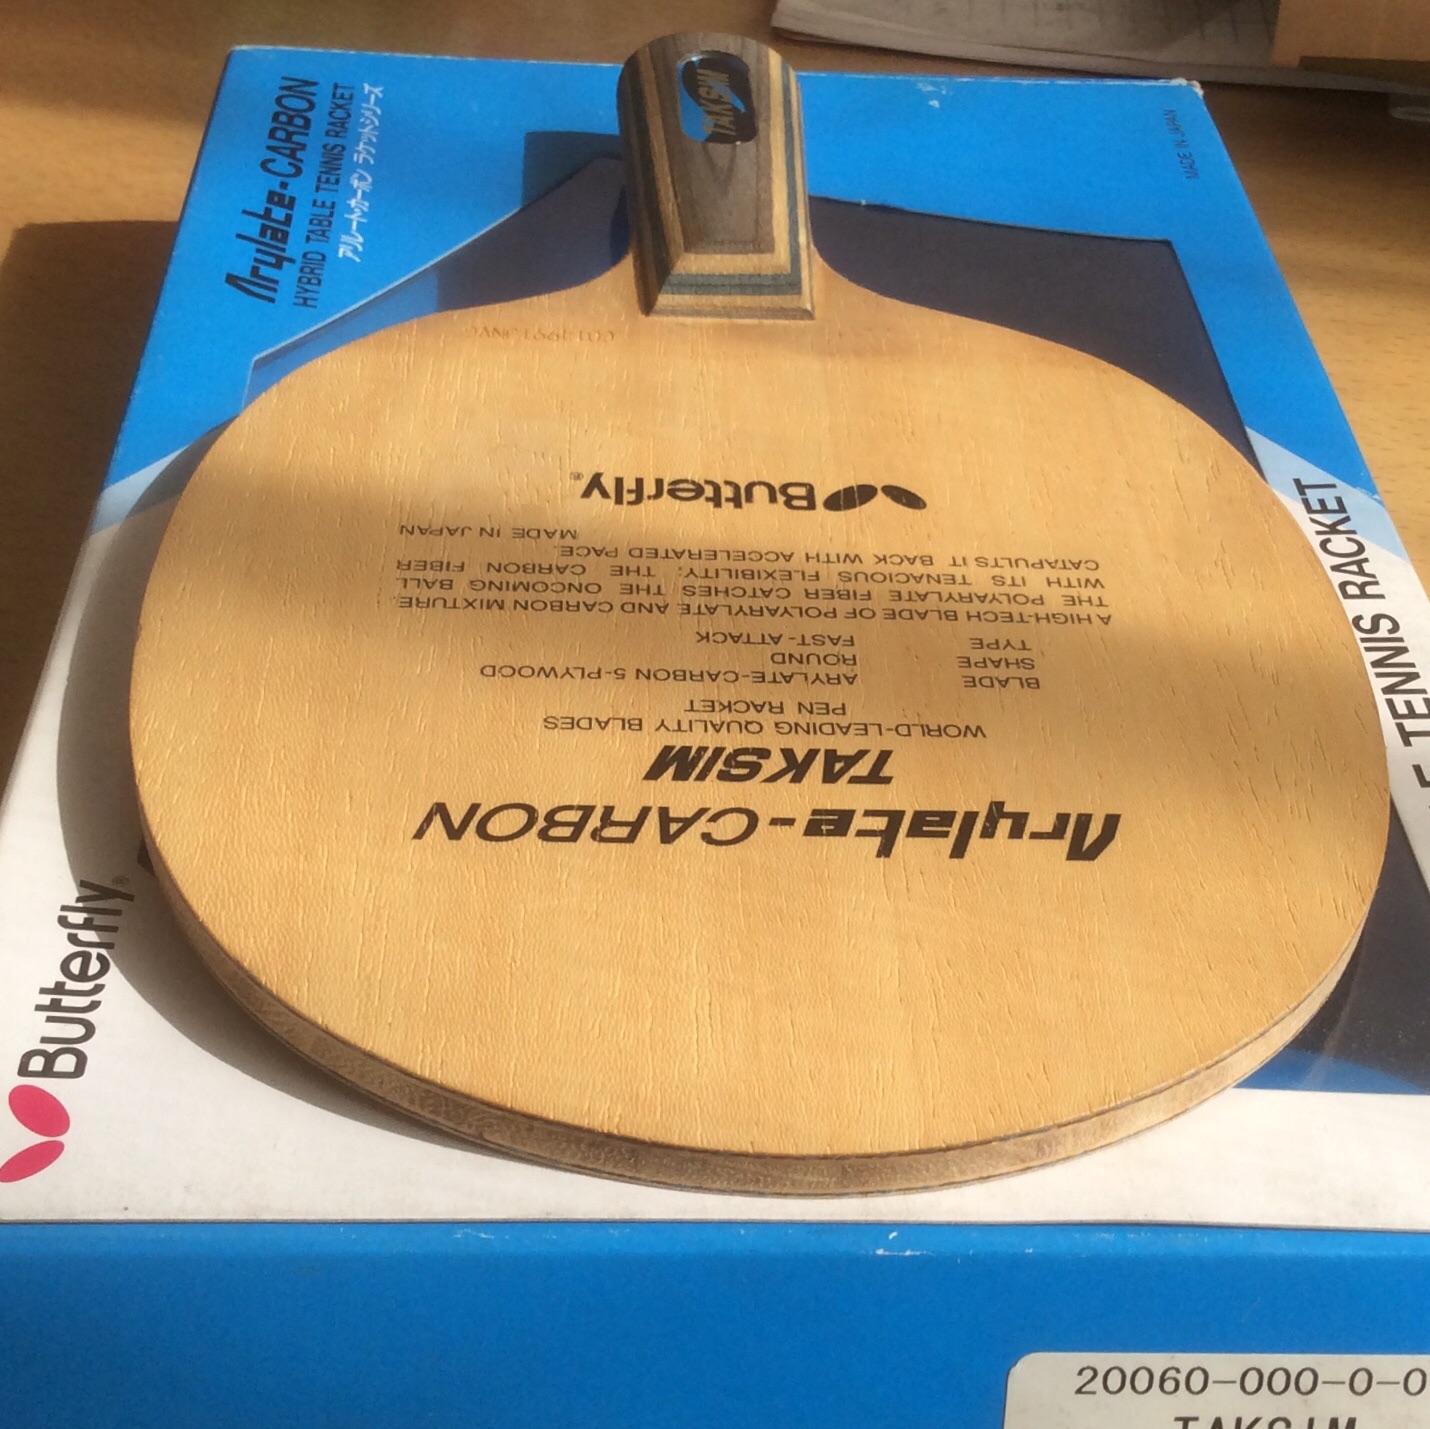 Arylate-CARBON
HYBRID TABLE TENNIS RACKET
アリレートカーボン ラケットシリーズ
MADE IN JAPAN
TAKSIM
Arylate-CARBON
TAKSIM
WORLD-LEADING QUALITY BLADES
PEN RACKET
BLADE ARYLATE-CARBON 5-PLYWOOD
SHAPE ROUND
TYPE FAST-ATTACK
A HIGH-TECH BLADE OF POLYARYLATE AND CARBON MIXTURE.
THE POLYARYLATE FIBER CATCHES THE ONCOMING BALL
WITH ITS TENACIOUS FLEXIBILITY; THE CARBON FIBER
CATAPULTS IT BACK WITH ACCELERATED PACE.
MADE IN JAPAN
Butterfly®
Butterfly®
TENNIS RACKET
20060-000-0-0
TAKSIM